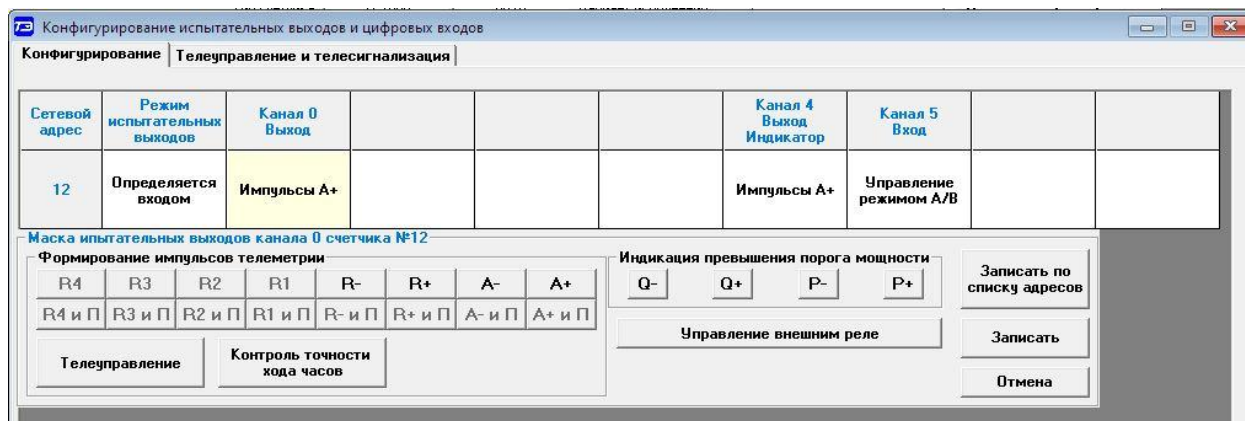 ТЭ Конфигурирование испытательных выходов и цифровых входов
Конфигурирование Телеуправление и телесигнализация
Сетевой адрес
Режим испытательных выходов
Канал 0 Выход
Канал 4 Выход Индикатор
Канал 5 Вход
12
Определяется входом
Импульсы А+
Импульсы А+
Управление режимом А/В
Маска ипытательных выходов канала 0 счетчика №12
Формирование импульсов телеметрии
Индикация превышения порога мощности
Записать по списку адресов
R4 R3 R2 R1 R- R+ A- A+
Q- Q+ P- P+
R4 и П R3 и П R2 и П R1 и П R- и П R+ и П A- и П A+ и П
Управление внешним реле
Записать
Телеуправление
Контроль точности хода часов
Отмена